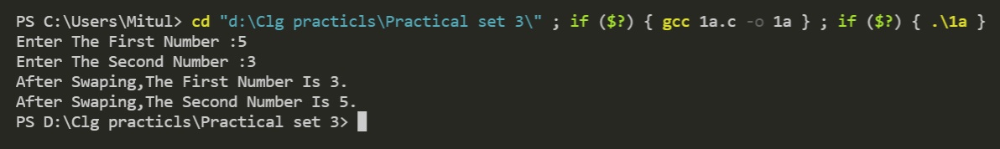 PS C:\Users\Mitul> cd "d:\Clg practicls\Practical set 3\" ; if ($?) { gcc 1a.c -o 1a } ; if ($?) { .\1a }
Enter The First Number :5
Enter The Second Number :3
After Swaping,The First Number Is 3.
After Swaping,The Second Number Is 5.
PS D:\Clg practicls\Practical set 3>